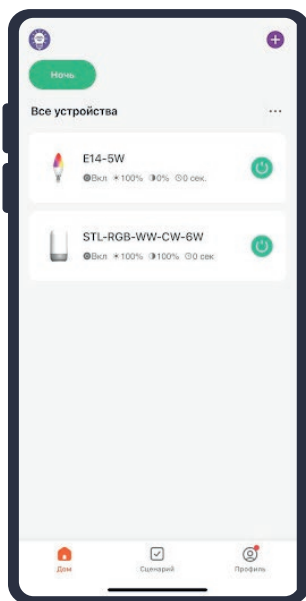 Ночь
Все устройства
E14-5W
Вкл 100% 0% 0 сек.
STL-RGB-WW-CW-6W
Вкл 100% 100% 0 сек
Дом
Сценарий
Профиль